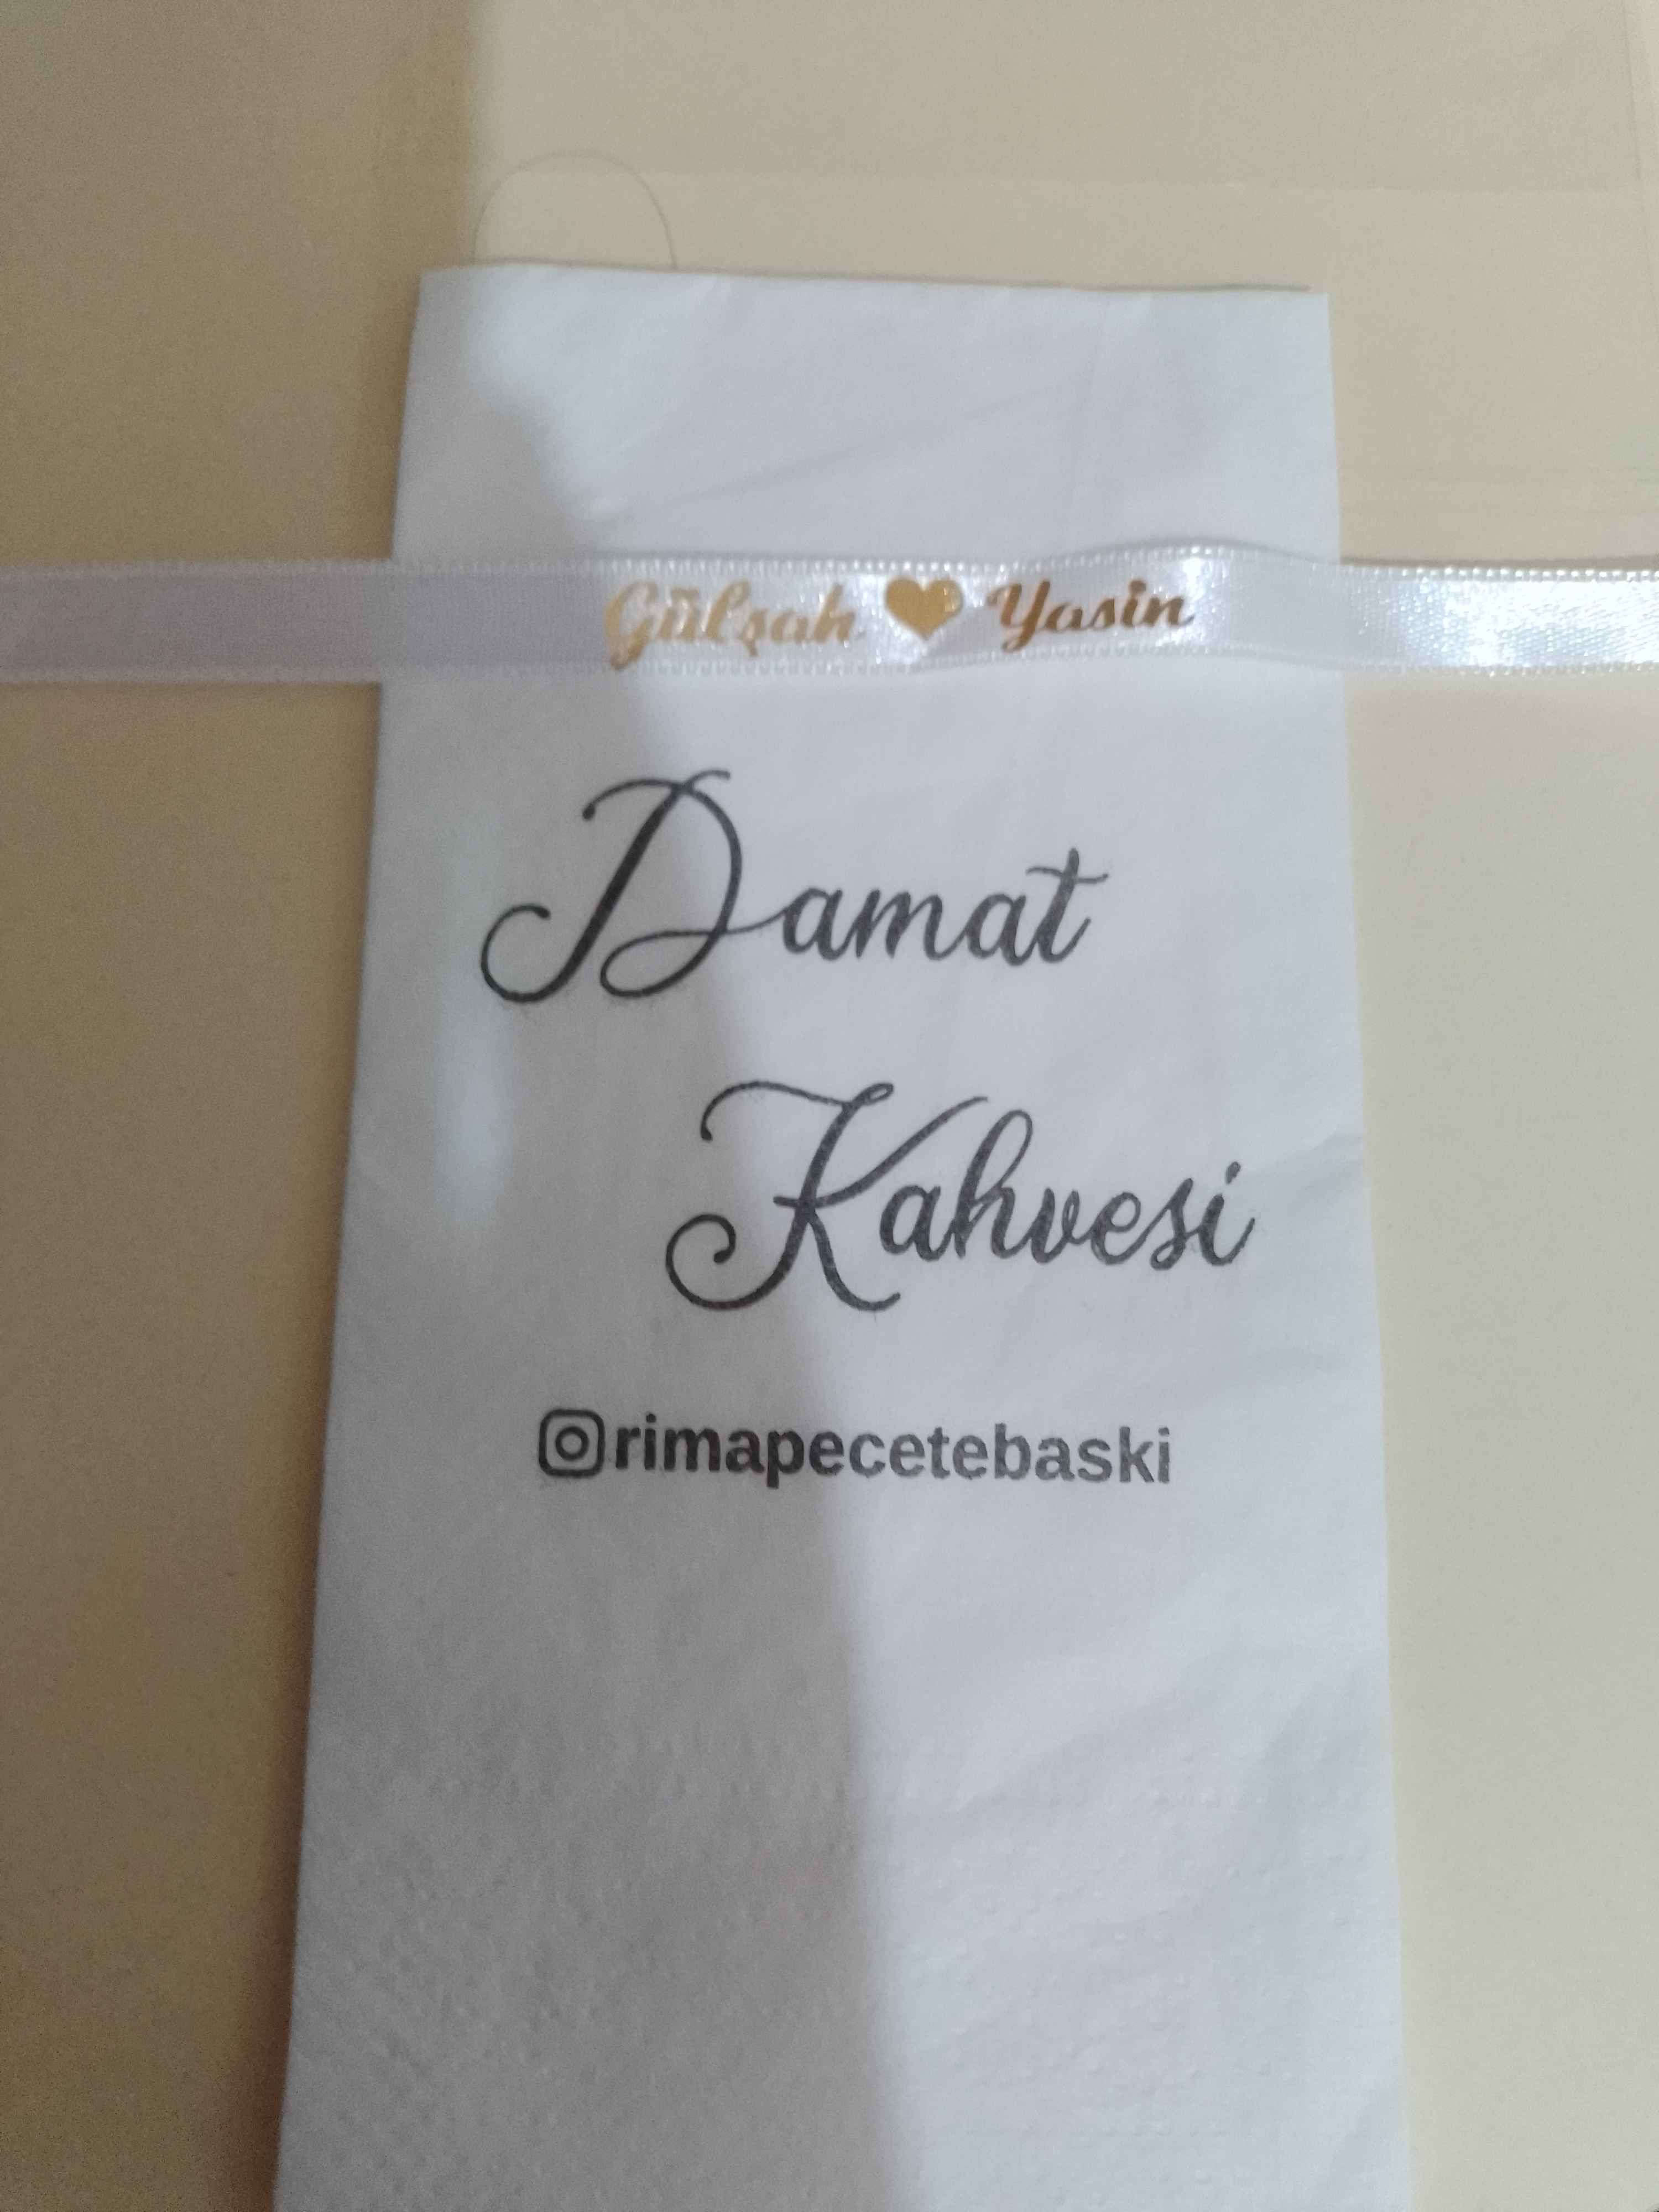 Gülşah Yasin
Damat
Kahvesi
rimapecetebaski